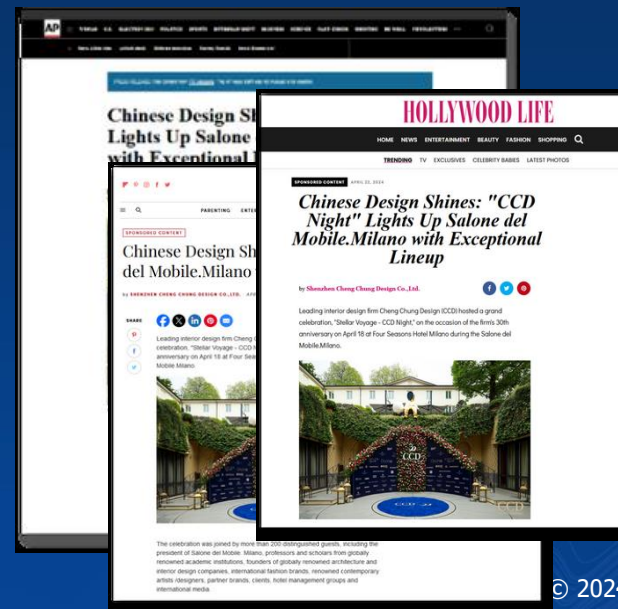 AP
Chinese Design Sh
Lights Up Salone
with Exceptional
PARENTING
SPONSORED CONTENT
Chinese Design Sh
del Mobile.Milano
by SHENZHEN CHENG CHUNG DESIGN CO.,LTD.
SHARE
Leading interior design firm Cheng C
celebration, "Stellar Voyage - CCD N
anniversary on April 18 at Four Seas
Mobile Milano.
The celebration was joined by more than 200 distinguished guests, including the
president of Salone del Mobile. Milano, professors and scholars from globally
renowned academic institutions, founders of globally renowned architecture and
interior design companies, international fashion brands, renowned contemporary
artists /designers, partner brands, clients, hotel management groups and
international media.
HOLLYWOOD LIFE
HOME NEWS ENTERTAINMENT BEAUTY FASHION SHOPPING
TRENDING TV EXCLUSIVES CELEBRITY BABIES LATEST PHOTOS
SPONSORED CONTENT APRIL 22, 2024
Chinese Design Shines: "CCD
Night" Lights Up Salone del
Mobile.Milano with Exceptional
Lineup
by Shenzhen Cheng Chung Design Co.,Ltd.
Leading interior design firm Cheng Chung Design (CCD) hosted a grand
celebration, "Stellar Voyage - CCD Night," on the occasion of the firm's 30th
anniversary on April 18 at Four Seasons Hotel Milano during the Salone del
Mobile.Milano.
CCD
© 2024